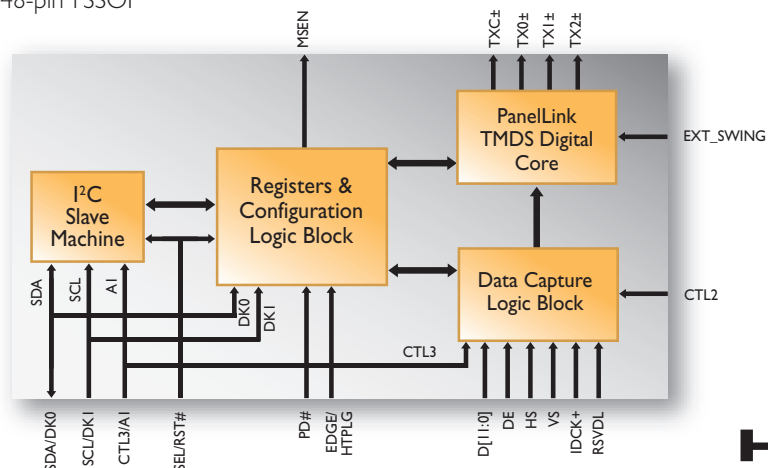 48-pin TSSOP
MSEN
TXC±
TX0±
TX1±
TX2±
PanelLink
TMDS Digital
Core
EXT_SWING
I²C
Slave
Machine
Registers &
Configuration
Logic Block
Data Capture
Logic Block
CTL2
SDA
SCL
A1
DK0
DK1
CTL3
SDA/DK0
SCL/DK1
CTL3/A1
SEL/RST#
PD#
EDGE/
HTPLG
D[11:0]
DE
HS
VS
IDCK+
RSVDL